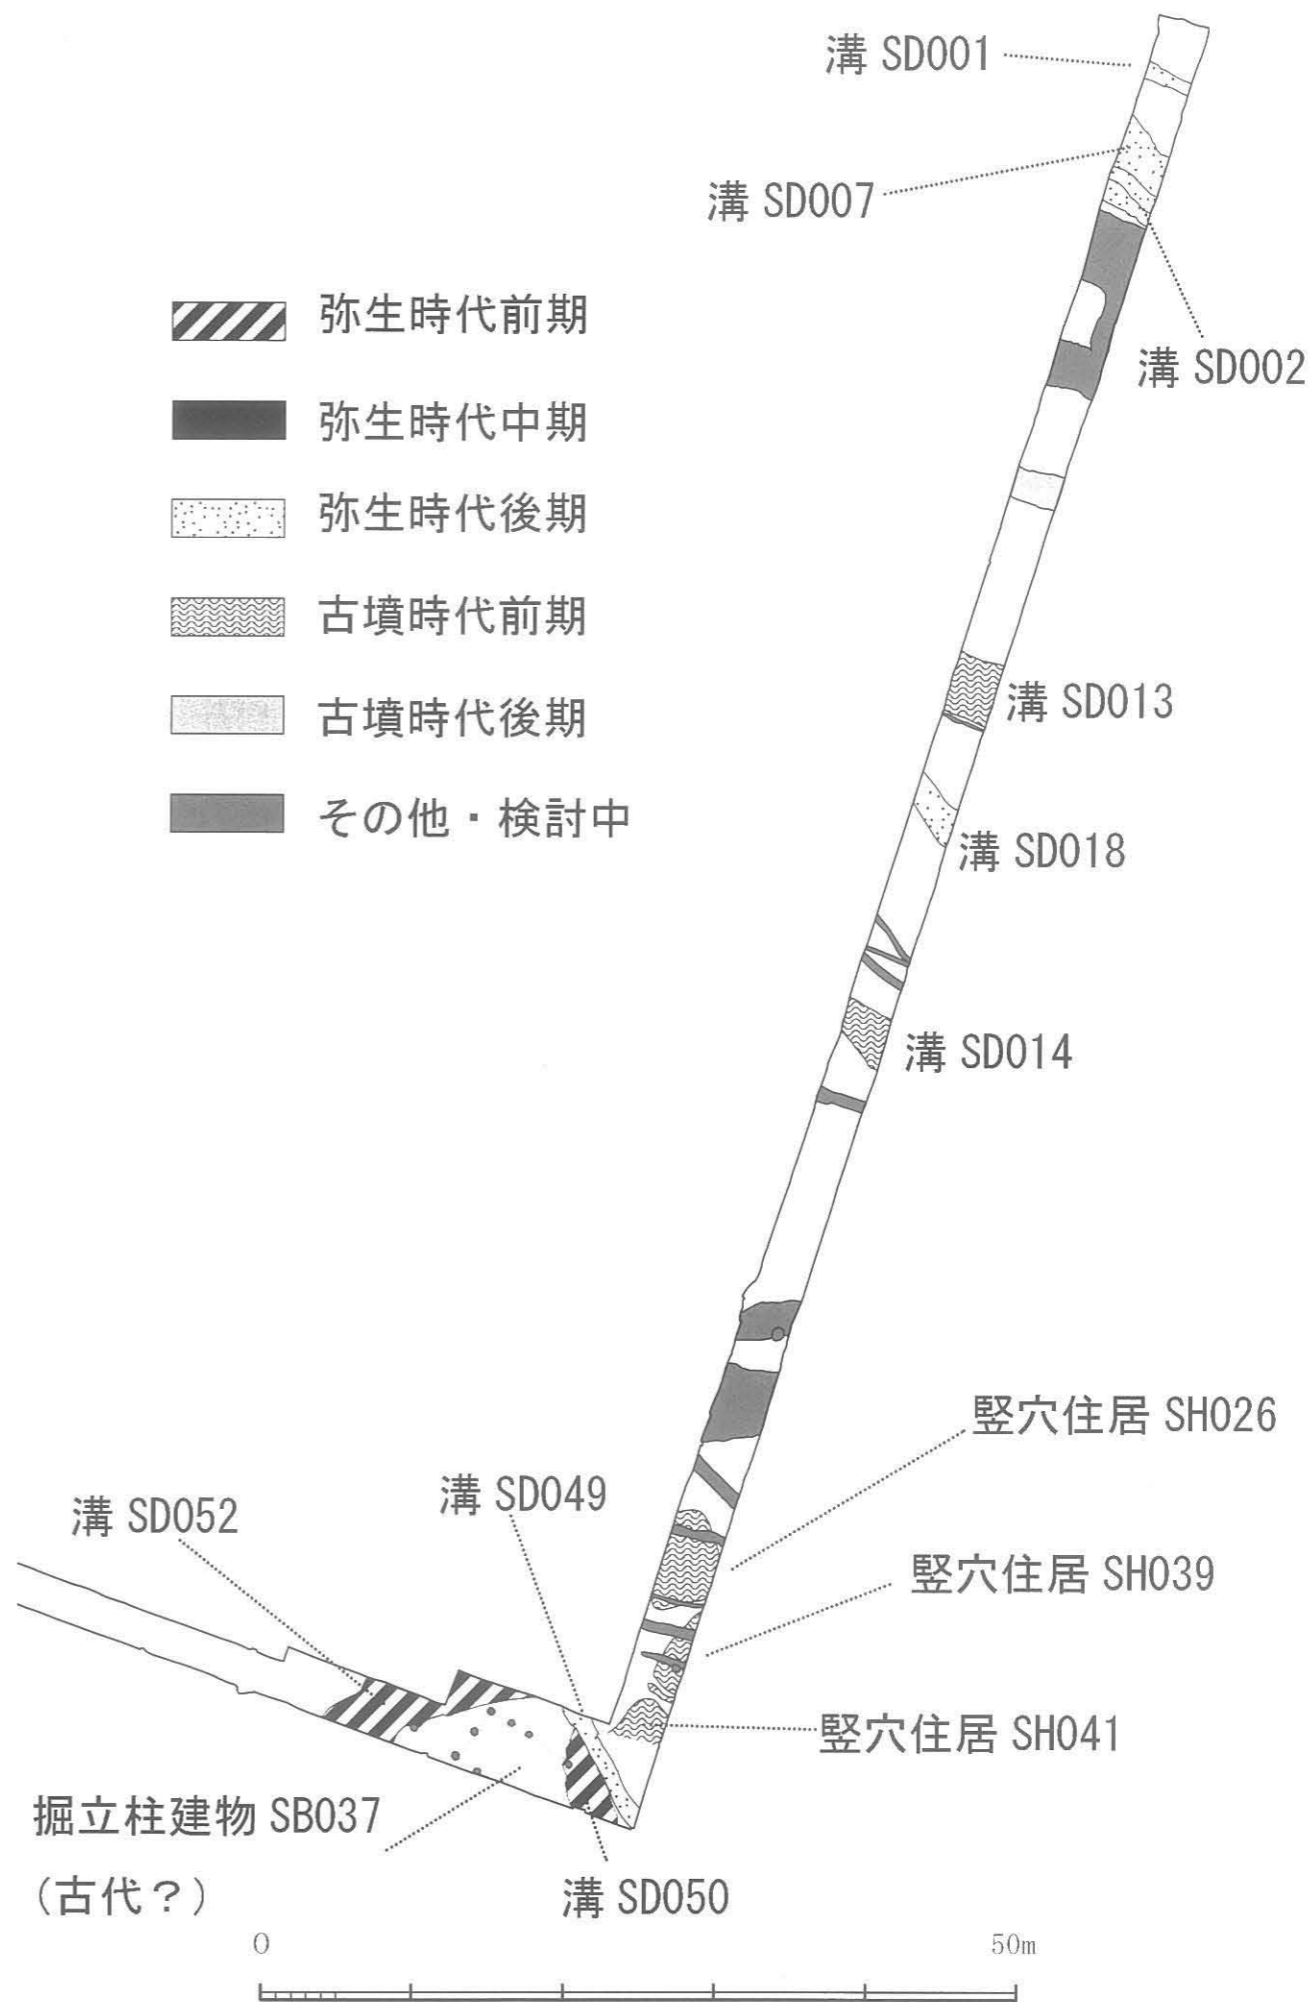 溝 SD001
溝 SD007
溝 SD002
弥生時代前期
弥生時代中期
弥生時代後期
古墳時代前期
古墳時代後期
その他・検討中
溝 SD013
溝 SD018
溝 SD014
竪穴住居 SH026
溝 SD049
溝 SD052
竪穴住居 SH039
竪穴住居 SH041
掘立柱建物 SB037
(古代？)
溝 SD050
0
50m